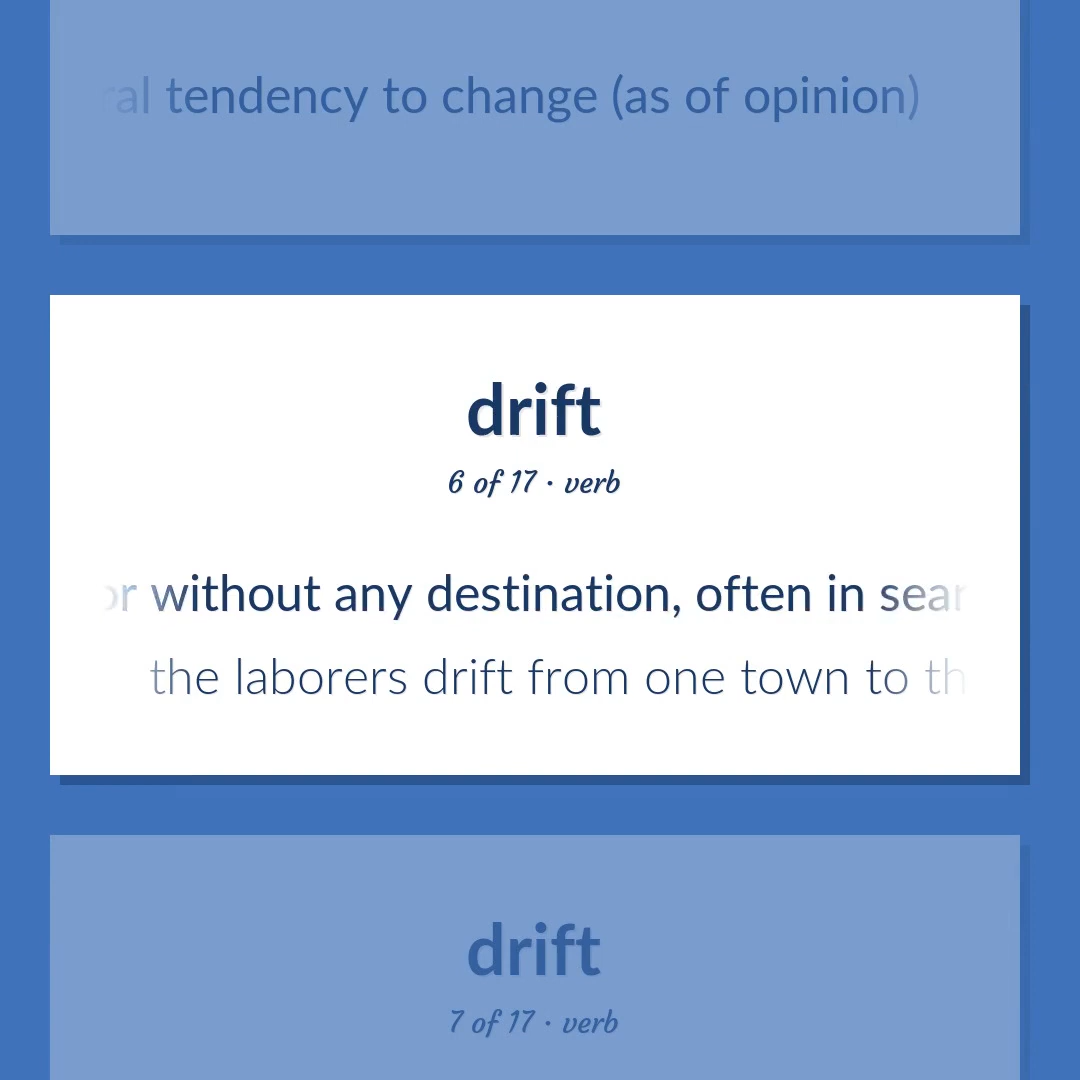 tendency to change (as of opinion)
drift
6 of 17 · verb
or without any destination, often in
the laborers drift from one town to
drift
7 of 17 · verb